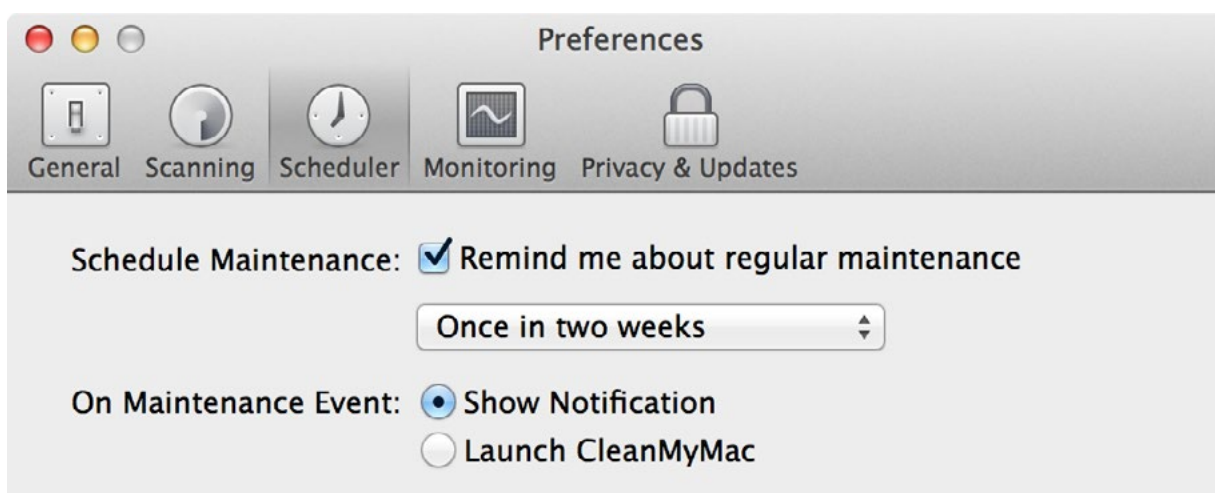 Preferences
General Scanning Scheduler Monitoring Privacy & Updates
Schedule Maintenance: Remind me about regular maintenance
Once in two weeks
On Maintenance Event: Show Notification
Launch CleanMyMac